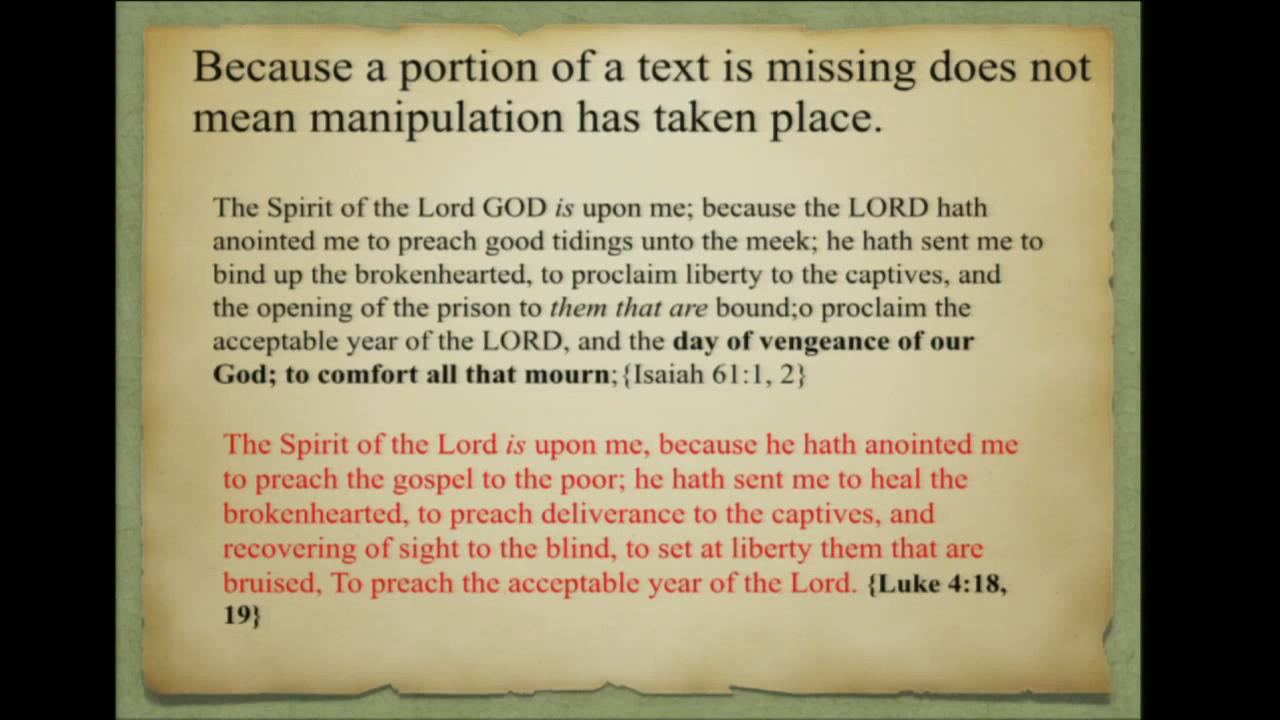 Because a portion of a text is missing does not
mean manipulation has taken place.
The Spirit of the Lord GOD is upon me; because the LORD hath
anointed me to preach good tidings unto the meek; he hath sent me to
bind up the brokenhearted, to proclaim liberty to the captives, and
the opening of the prison to them that are bound;o proclaim the
acceptable year of the LORD, and the day of vengeance of our
God; to comfort all that mourn;{Isaiah 61:1, 2}
The Spirit of the Lord is upon me, because he hath anointed me
to preach the gospel to the poor; he hath sent me to heal the
brokenhearted, to preach deliverance to the captives, and
recovering of sight to the blind, to set at liberty them that are
bruised, To preach the acceptable year of the Lord. {Luke 4:18,
19}